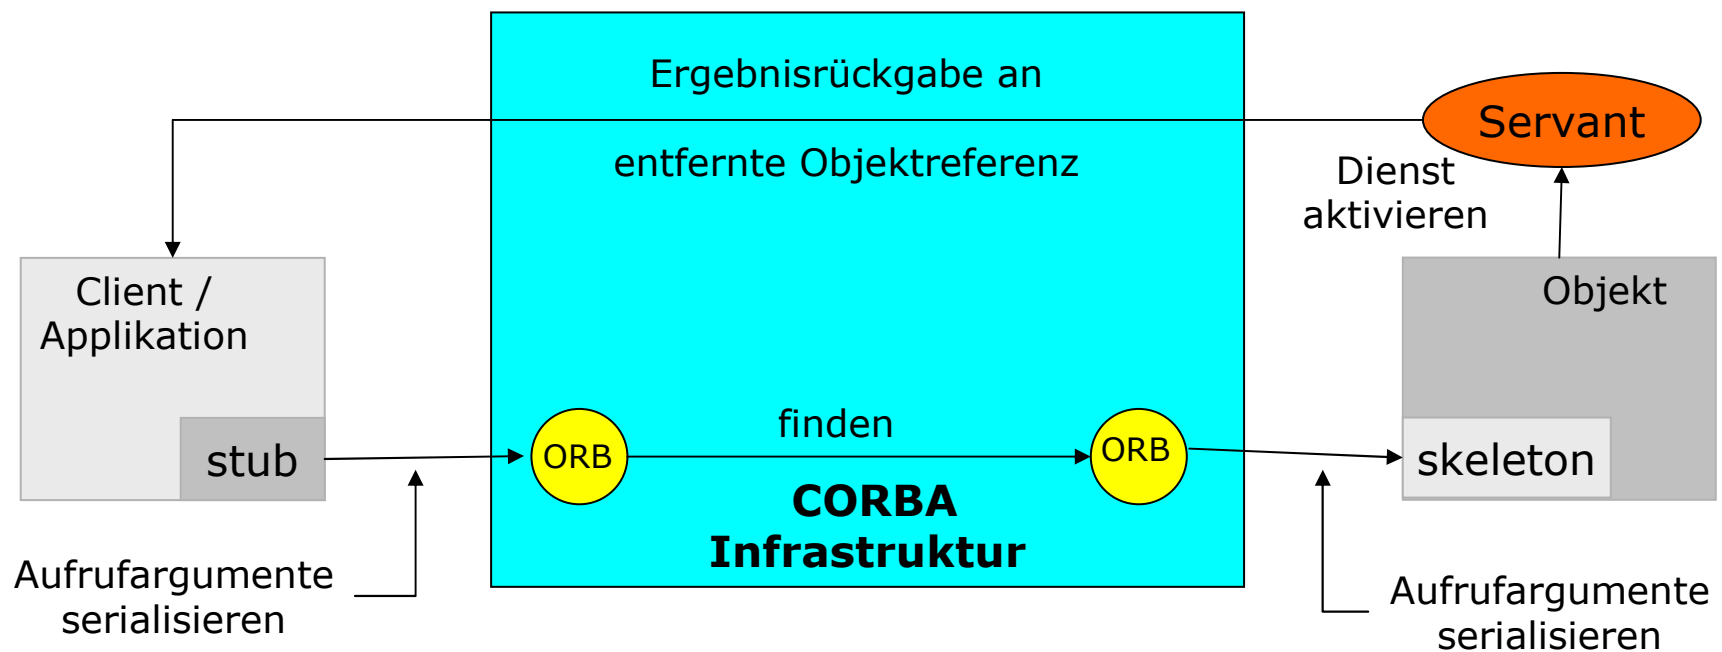 Ergebnisrückgabe an
entfernte Objektreferenz
Servant
Dienst
aktivieren
Client /
Applikation
stub
Objekt
skeleton
ORB
finden
ORB
CORBA
Infrastruktur
Aufrufargumente
serialisieren
Aufrufargumente
serialisieren